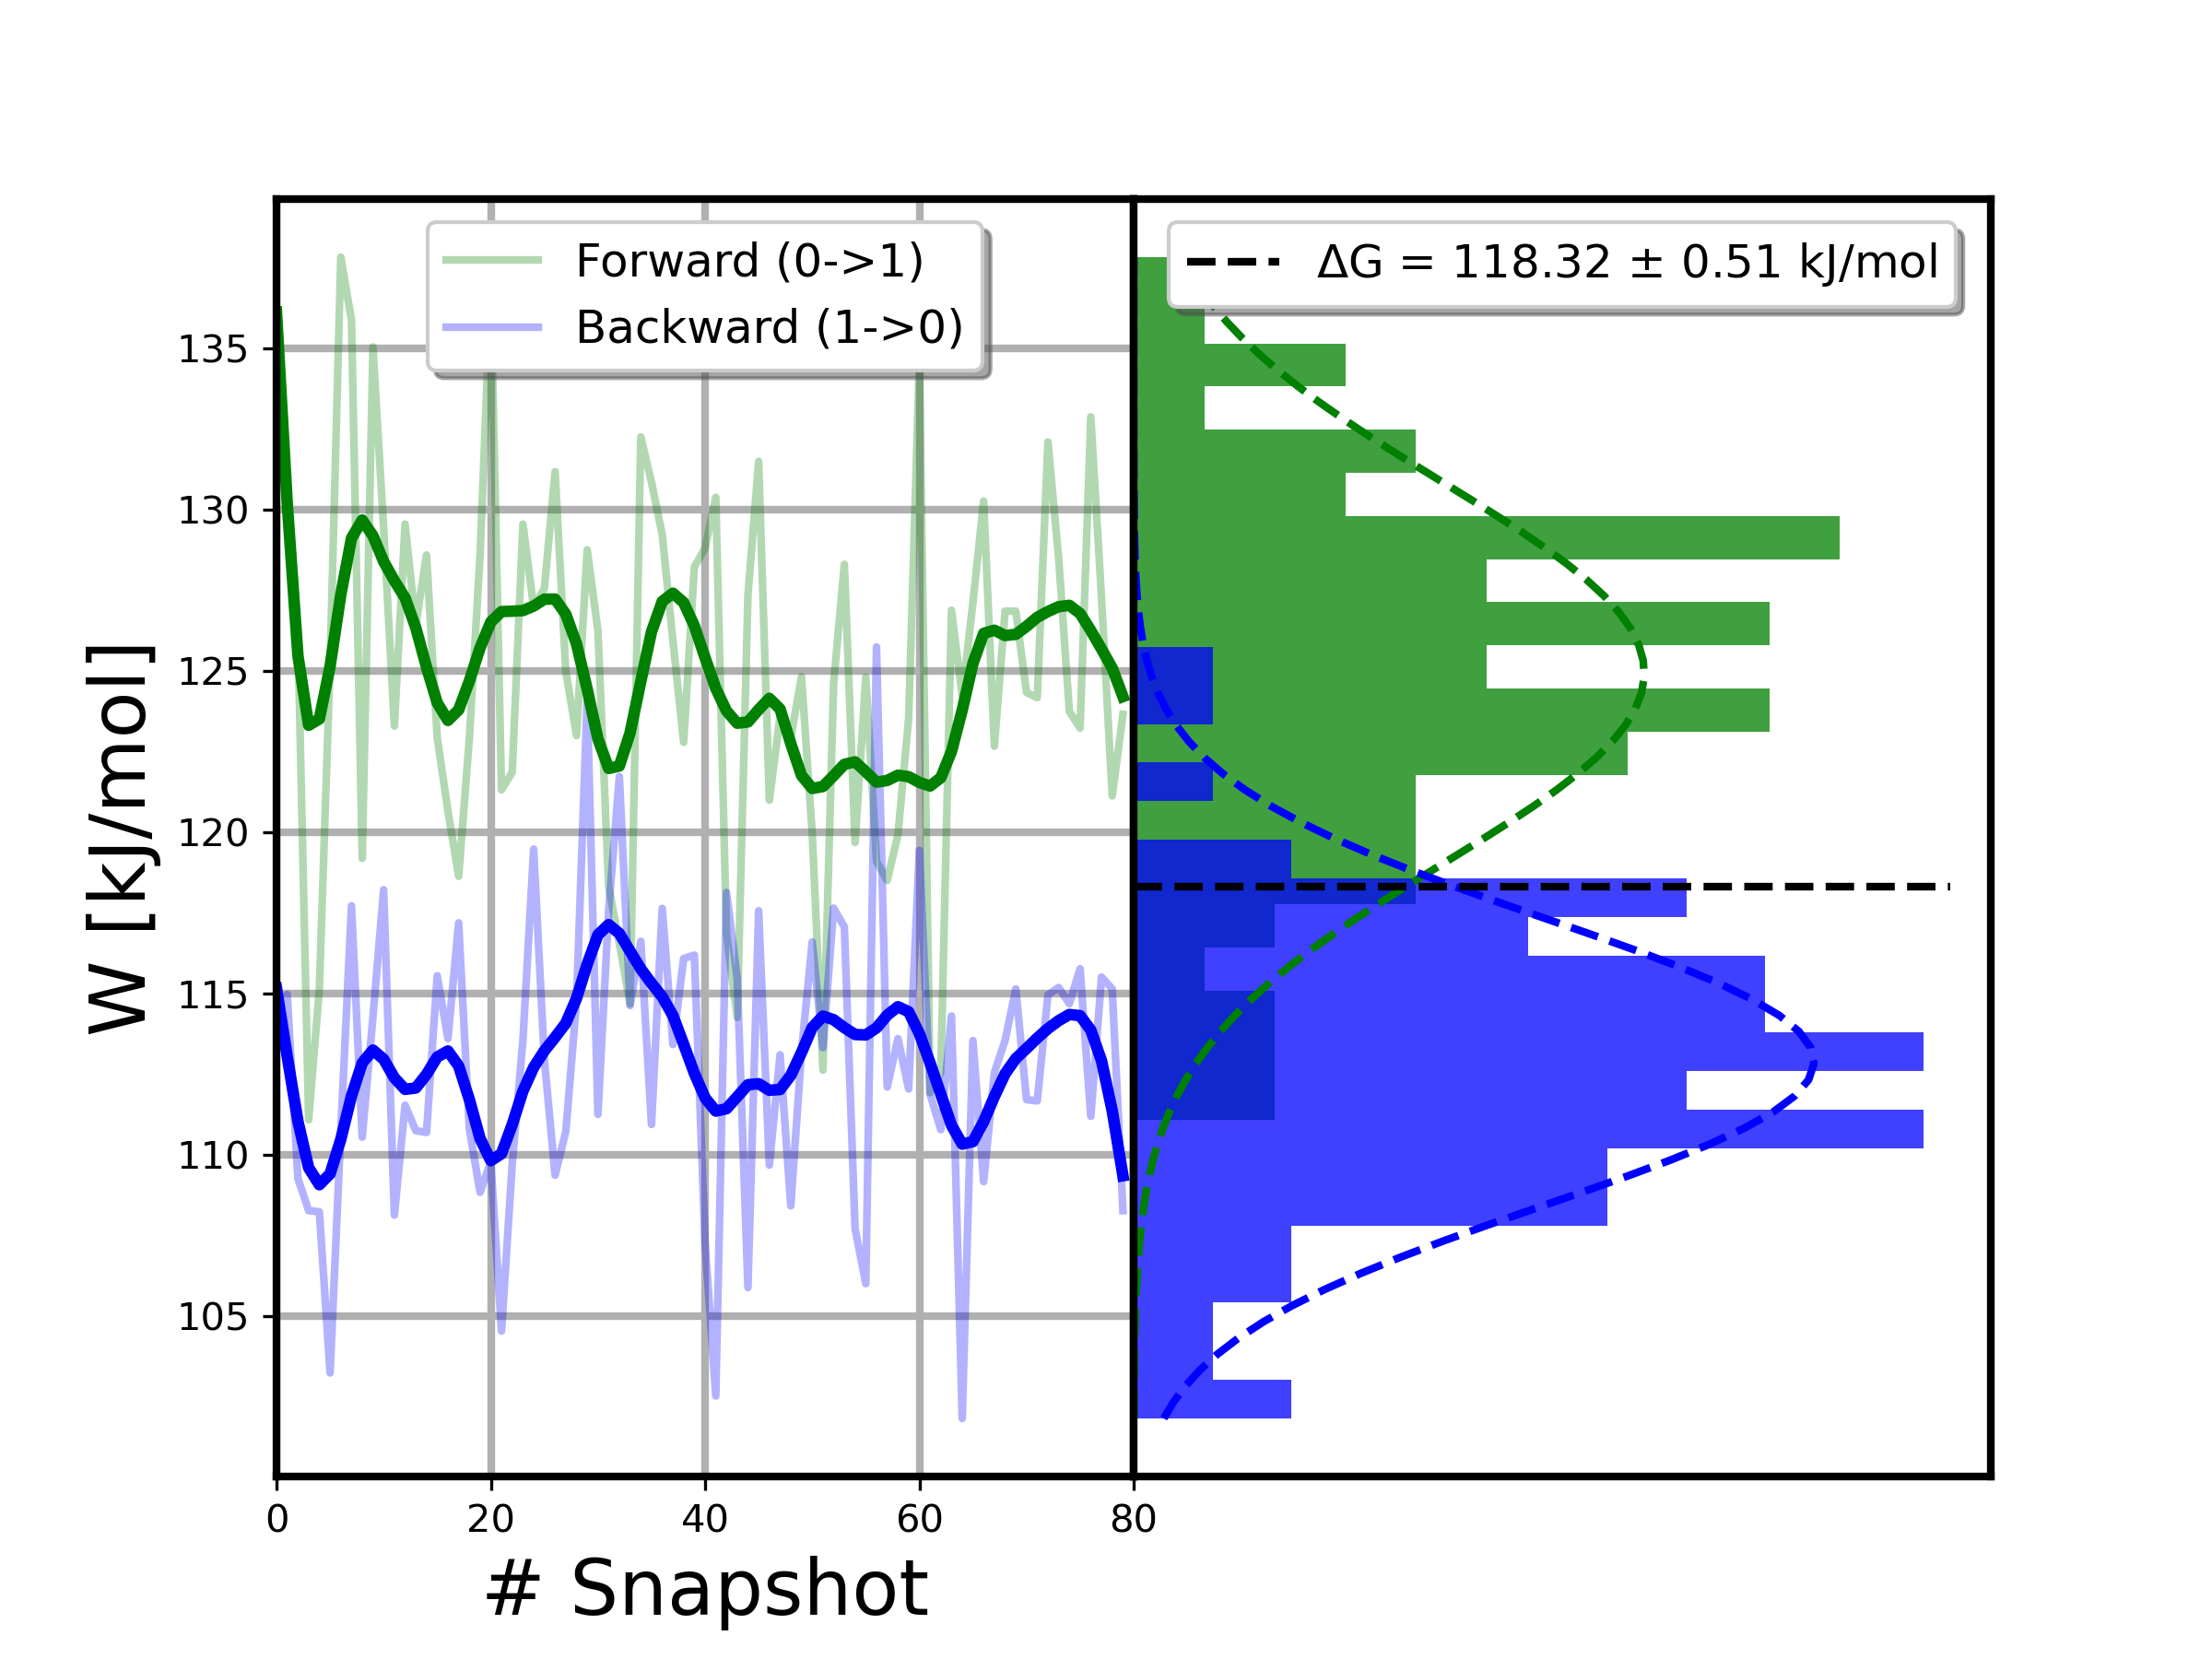 Forward (0->1)
Backward (1->0)
ΔG = 118.32 ± 0.51 kJ/mol
W [kJ/mol]
135
130
125
120
115
110
105
0 20 40 60 80
# Snapshot